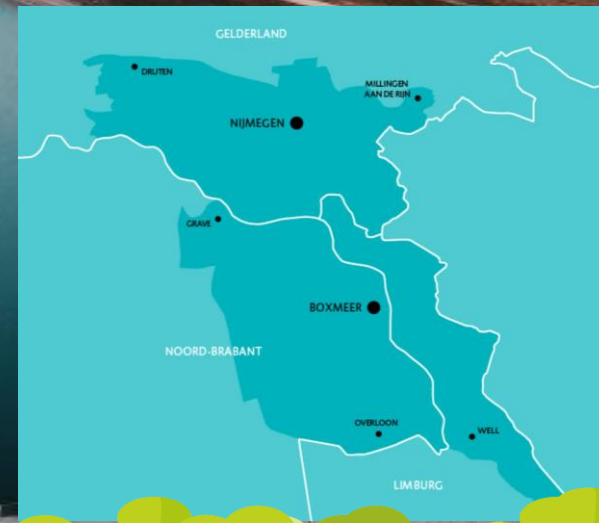 GELDERLAND
DRUTEN
MILLINGEN
AAN DE RIJN
NIJMEGEN
GRAVE
BOXMEER
NOORD-BRABANT
OVERLOON
WELL
LIMBURG